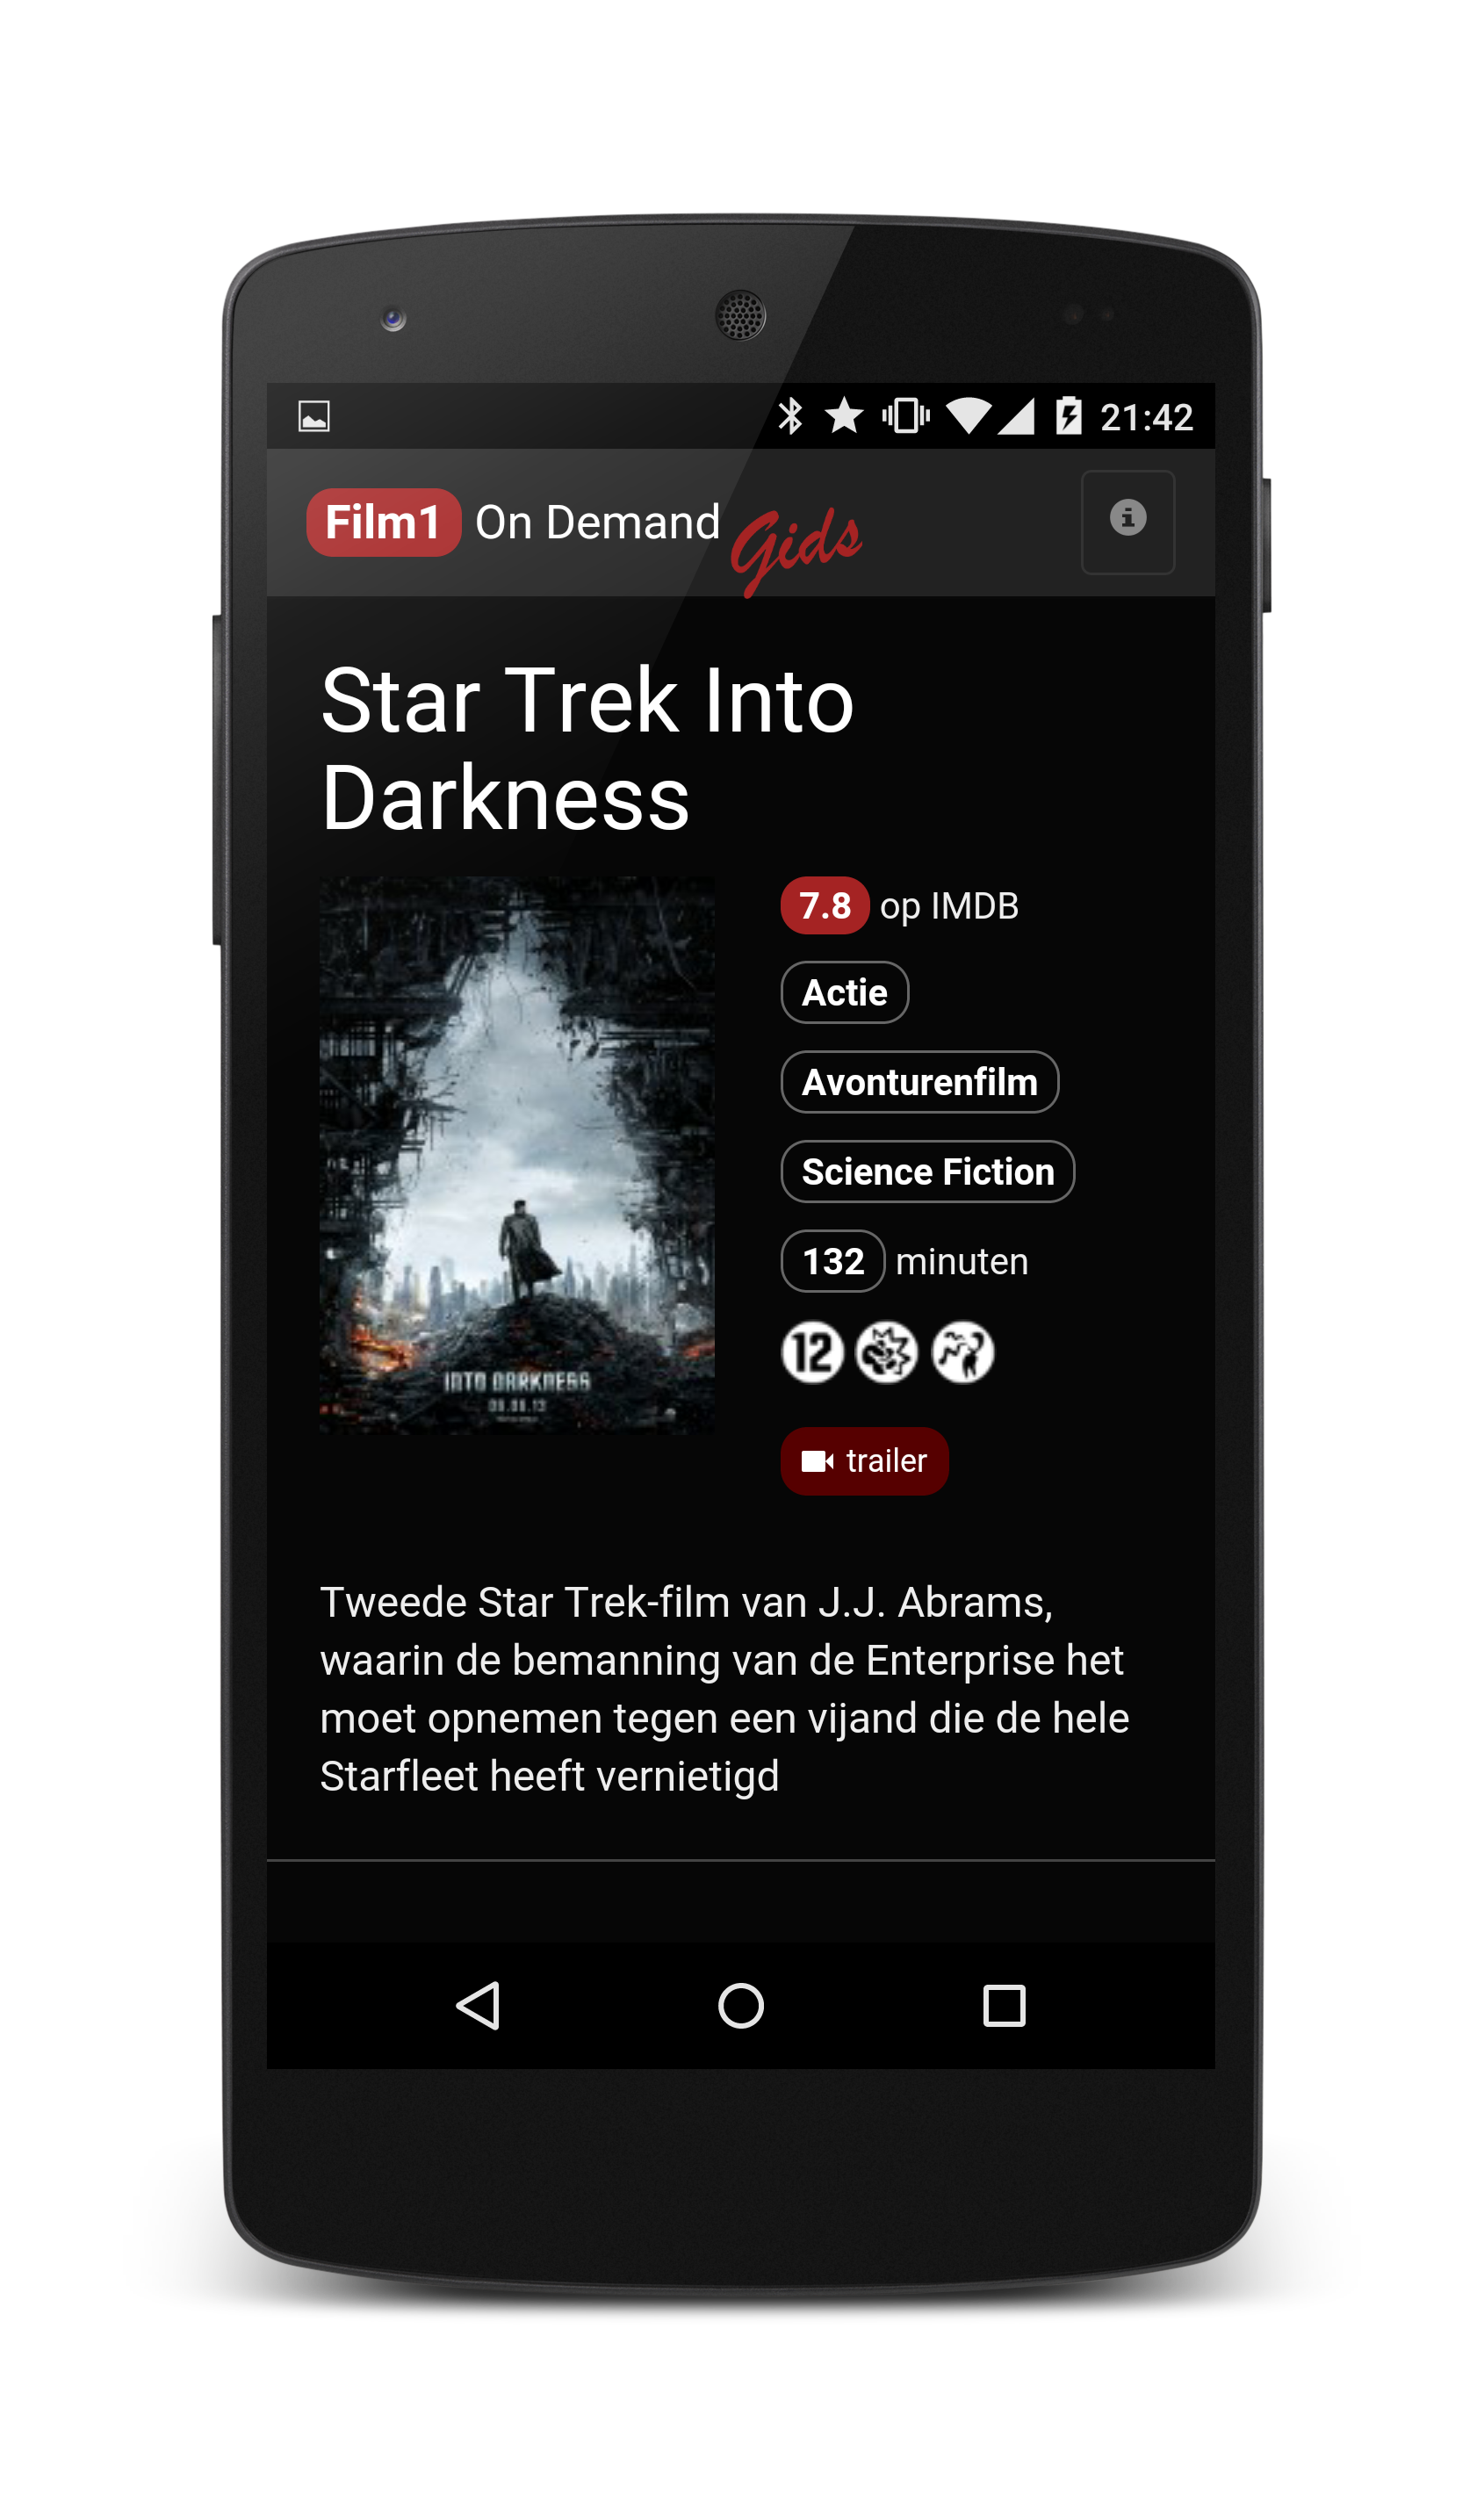 21:42
Film1 On Demand Gids
Star Trek Into
Darkness
7.8 op IMDB
Actie
Avonturenfilm
Science Fiction
132 minuten
12
trailer
INTO DARKNESS
Tweede Star Trek-film van J.J. Abrams,
waarin de bemanning van de Enterprise het
moet opnemen tegen een vijand die de hele
Starfleet heeft vernietigd